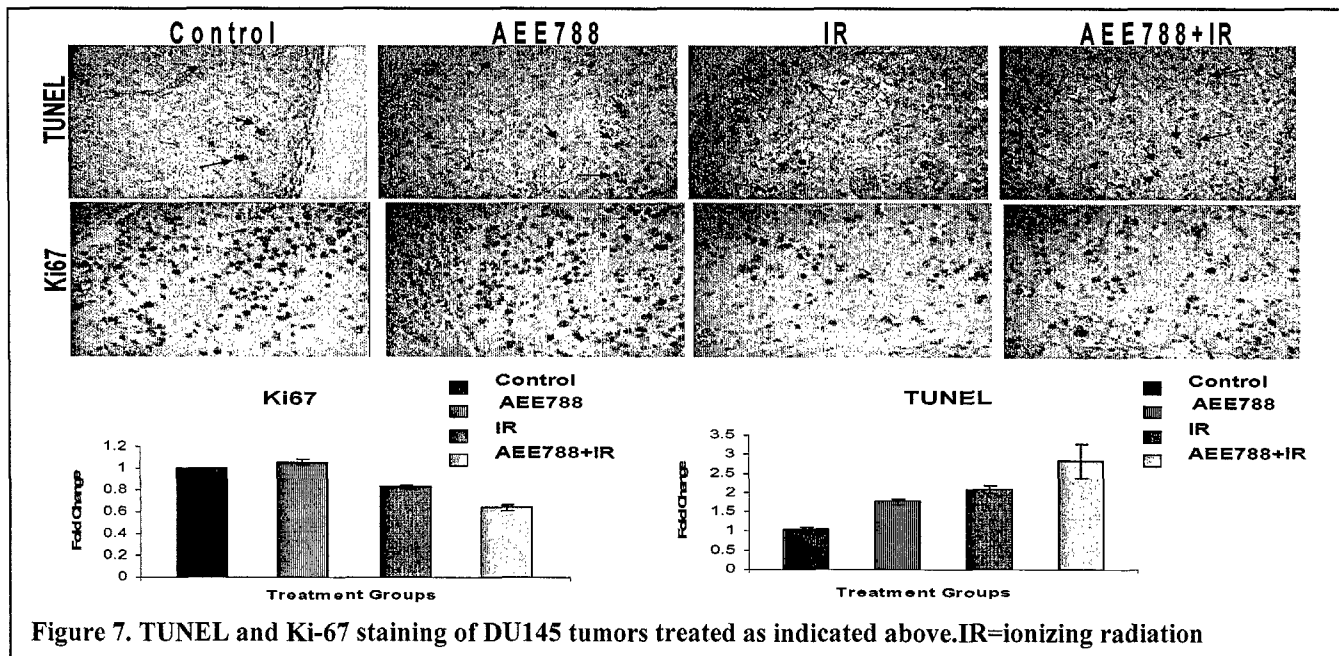 Control AEE788 IR AEE788+IR
TUNEL
Ki67
Ki67
Control
AEE788
IR
AEE788+IR
1.2
1
0.8
0.6
0.4
0.2
0
Fold Change
Treatment Groups
TUNEL
Control
AEE788
IR
AEE788+IR
3.5
3
2.5
2
1.5
1
0.5
0
Fold Change
Treatment Groups
Figure 7. TUNEL and Ki-67 staining of DU145 tumors treated as indicated above.IR=ionizing radiation